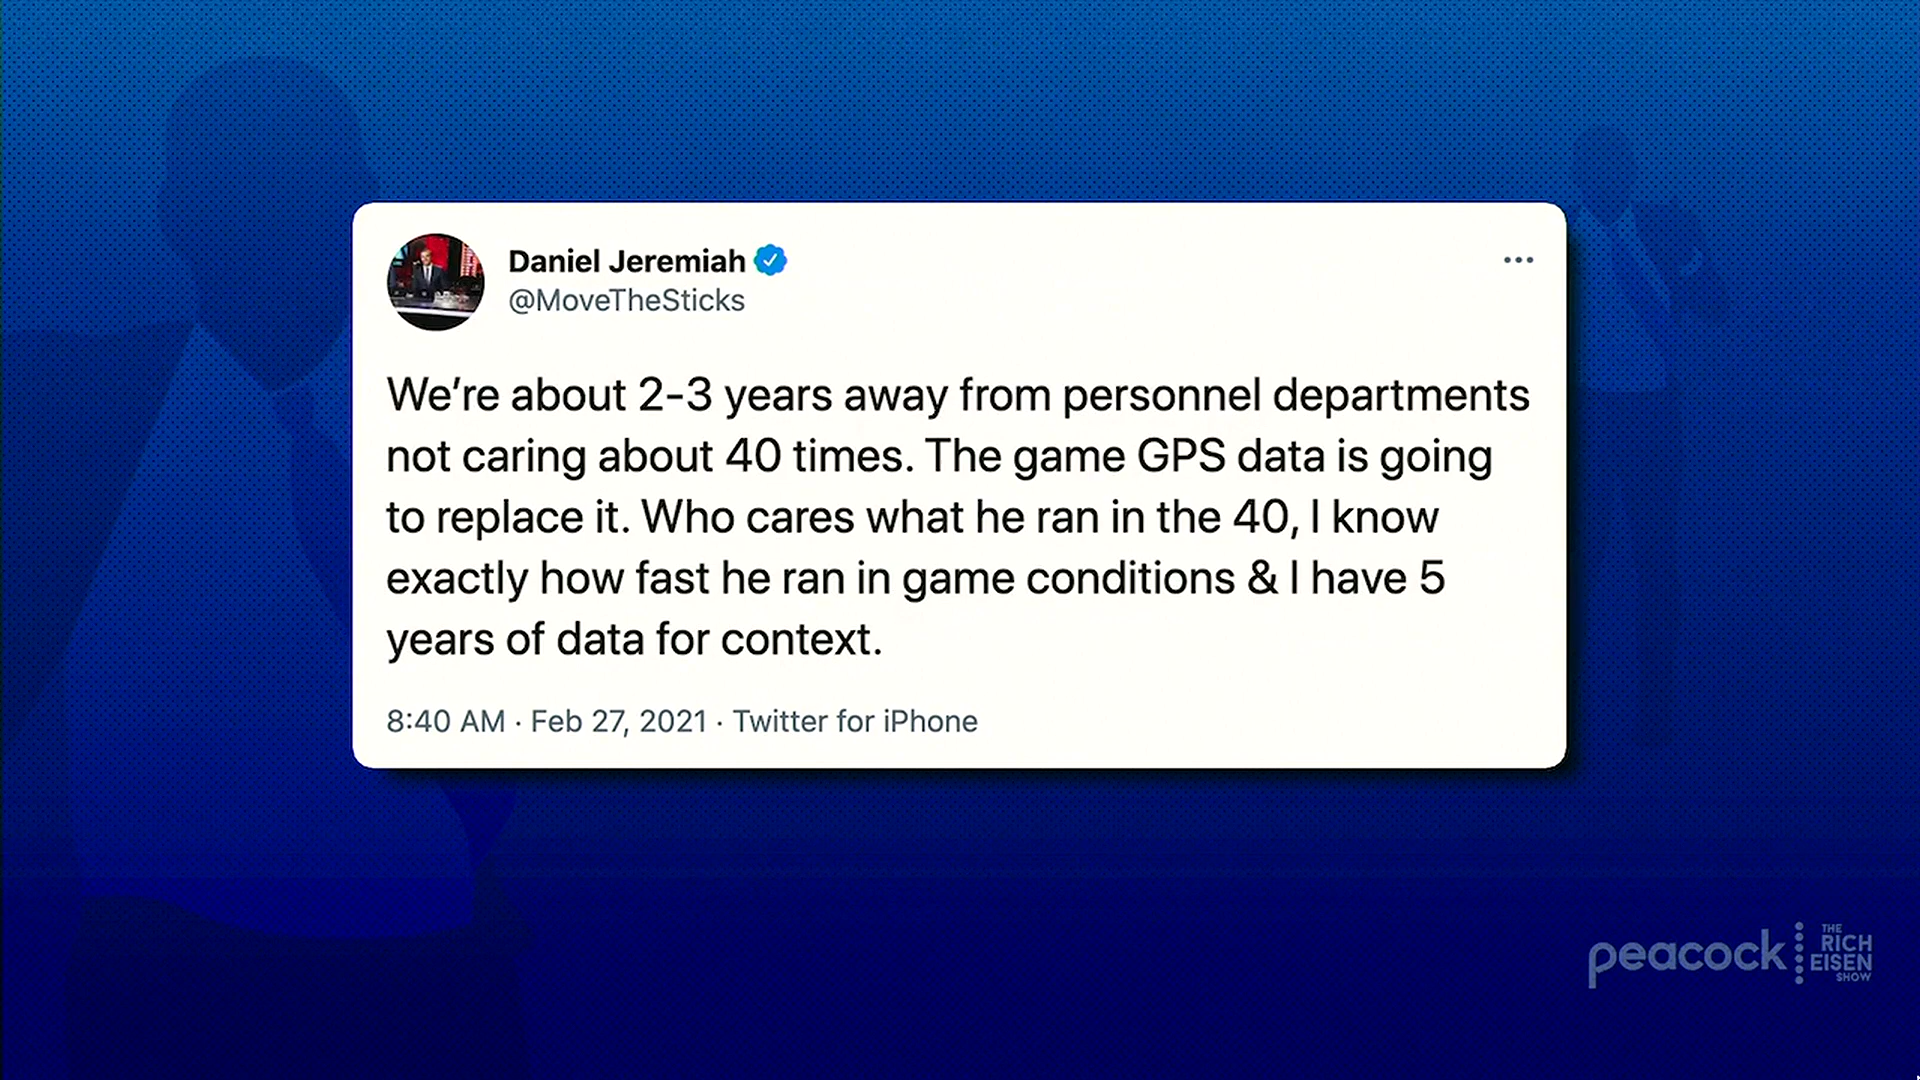 Daniel Jeremiah
@MoveTheSticks
We’re about 2-3 years away from personnel departments
not caring about 40 times. The game GPS data is going
to replace it. Who cares what he ran in the 40, I know
exactly how fast he ran in game conditions & I have 5
years of data for context.
8:40 AM · Feb 27, 2021 · Twitter for iPhone
peacock
THE
RICH
EISEN
SHOW